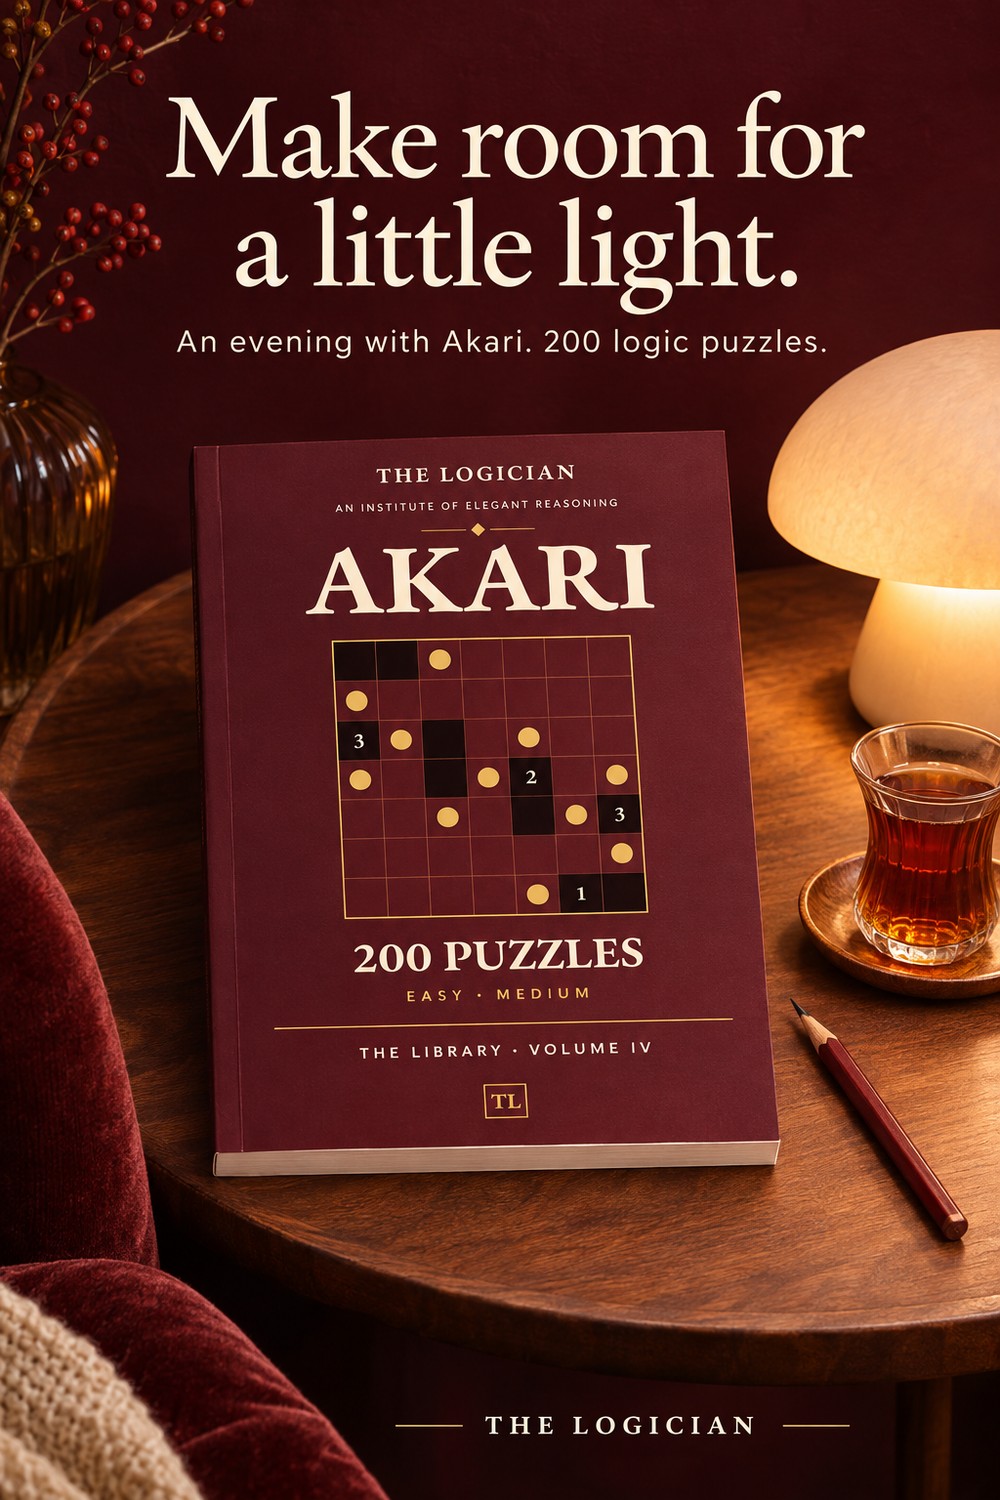 Make room for
a little light.
An evening with Akari. 200 logic puzzles.
THE LOGICIAN
AN INSTITUTE OF ELEGANT REASONING
AKARI
3
2
3
1
200 PUZZLES
EASY · MEDIUM
THE LIBRARY · VOLUME IV
TL
THE LOGICIAN